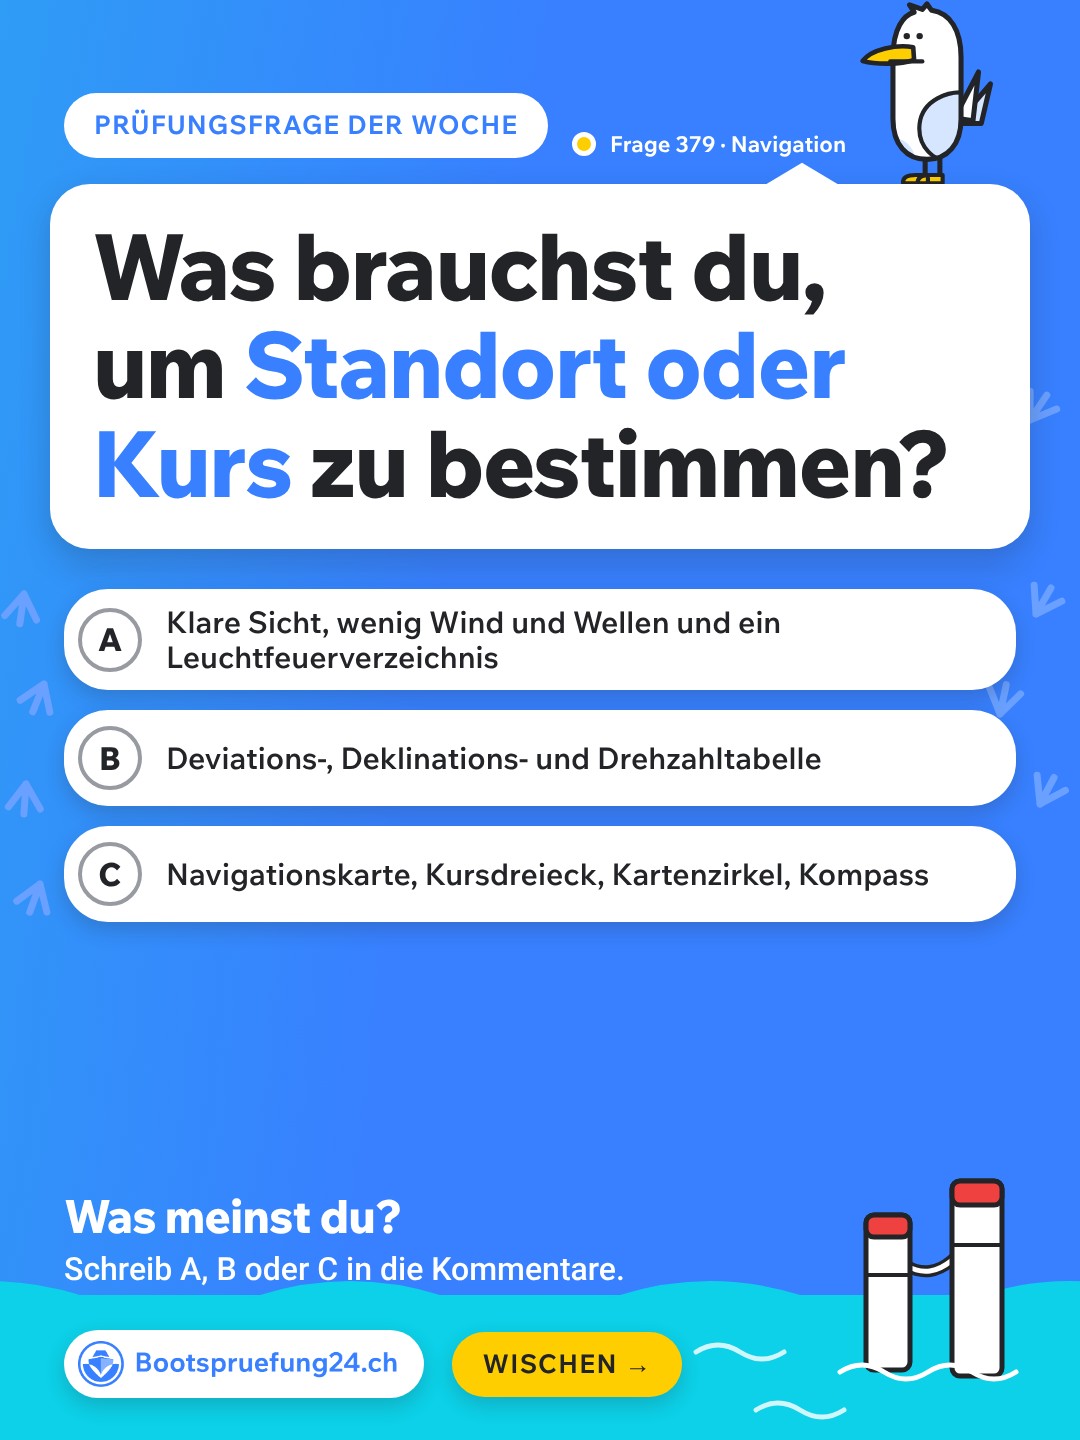 PRÜFUNGSFRAGE DER WOCHE
Frage 379 · Navigation
Was brauchst du,
um Standort oder
Kurs zu bestimmen?
A
Klare Sicht, wenig Wind und Wellen und ein
Leuchtfeuerverzeichnis
B
Deviations-, Deklinations- und Drehzahltabelle
C
Navigationskarte, Kursdreieck, Kartenzirkel, Kompass
Was meinst du?
Schreib A, B oder C in die Kommentare.
Bootspruefung24.ch
WISCHEN →